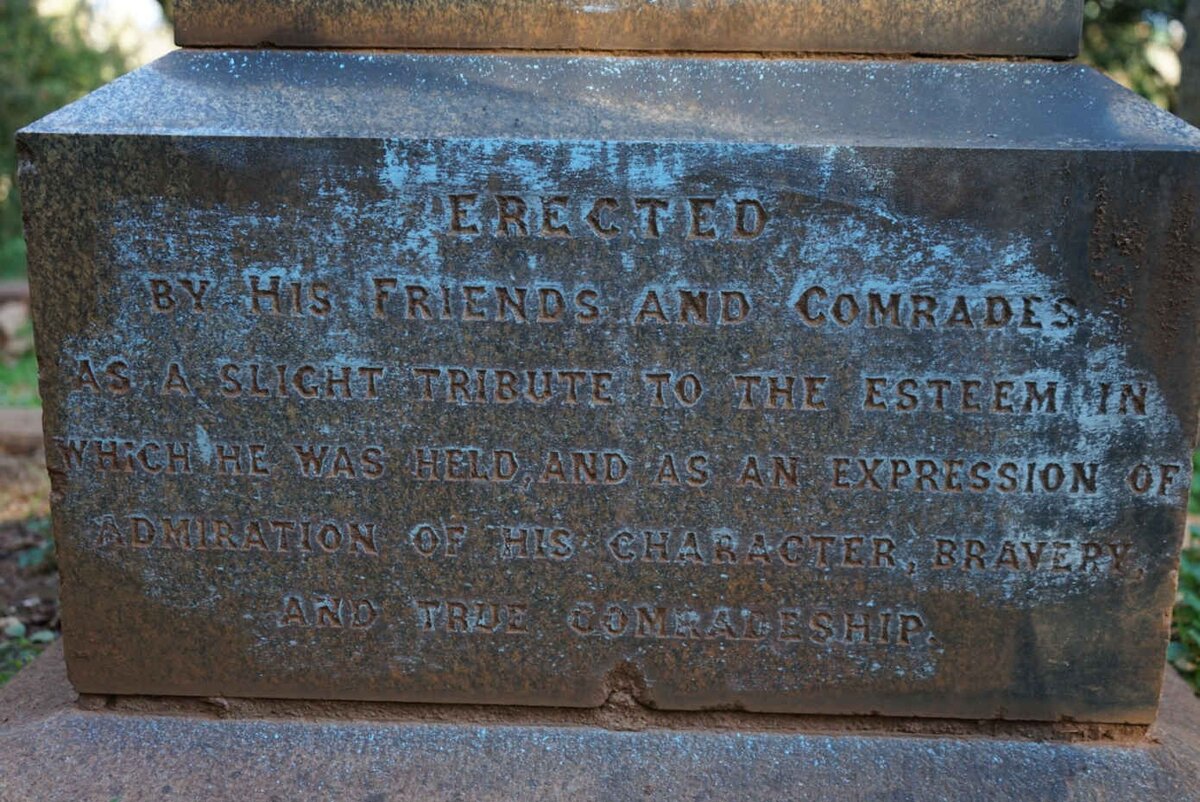 ERECTED
BY HIS FRIENDS AND COMRADES
AS A SLIGHT TRIBUTE TO THE ESTEEM IN
WHICH HE WAS HELD, AND AS AN EXPRESSION OF
ADMIRATION OF HIS CHARACTER, BRAVERY,
AND TRUE COMRADESHIP.